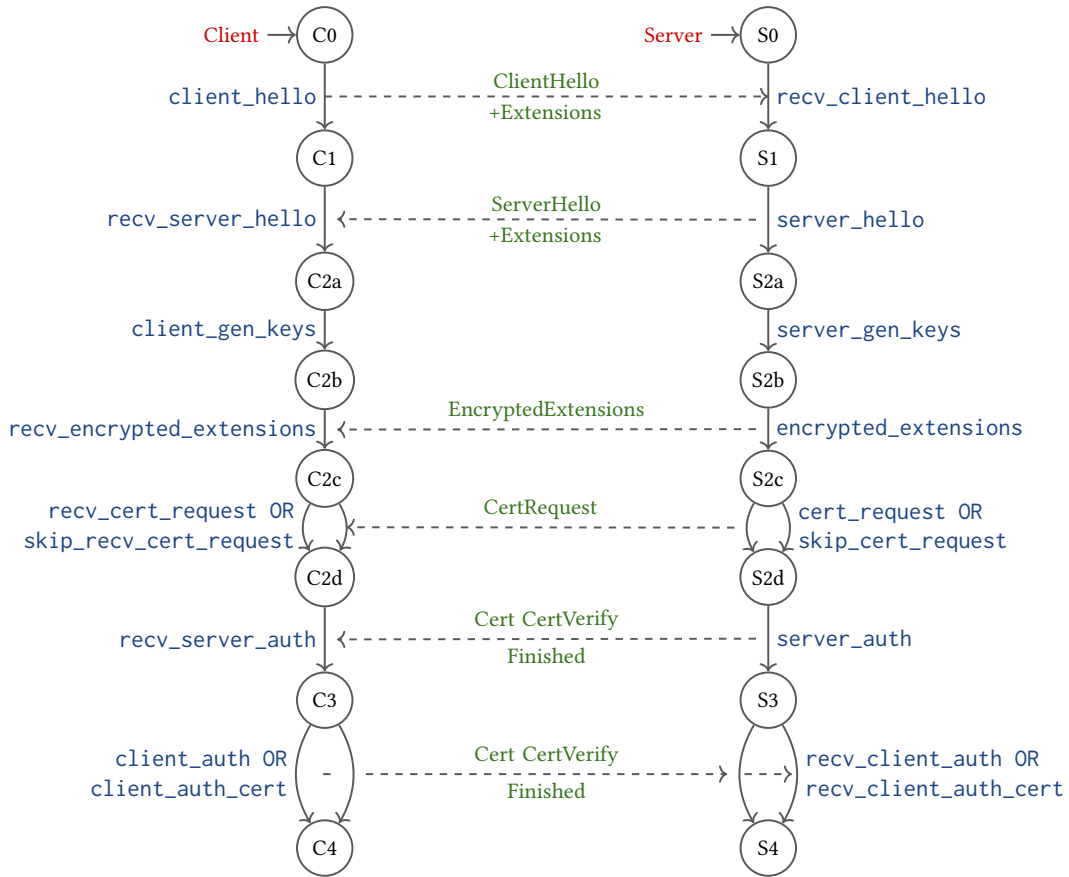 Client
C0
Server
S0
client_hello
ClientHello
+Extensions
recv_client_hello
C1
S1
recv_server_hello
ServerHello
+Extensions
server_hello
C2a
S2a
client_gen_keys
server_gen_keys
C2b
S2b
recv_encrypted_extensions
EncryptedExtensions
encrypted_extensions
C2c
S2c
recv_cert_request OR
skip_recv_cert_request
CertRequest
cert_request OR
skip_cert_request
C2d
S2d
recv_server_auth
Cert CertVerify
Finished
server_auth
C3
S3
client_auth OR
client_auth_cert
Cert CertVerify
Finished
recv_client_auth OR
recv_client_auth_cert
C4
S4